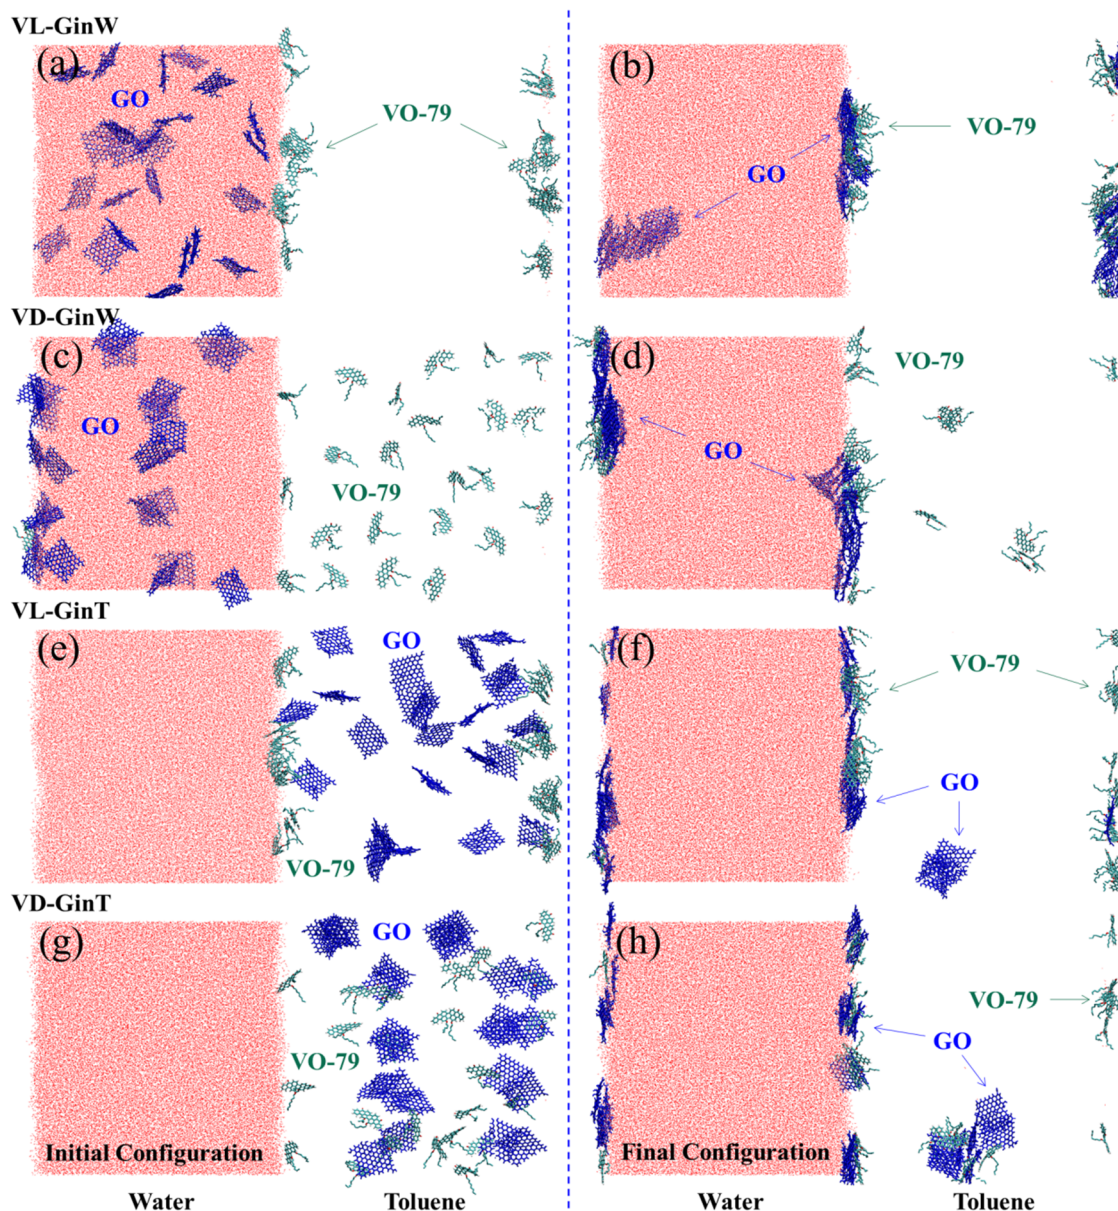 VL-GinW
(a)
GO
VO-79
(b)
VO-79
GO
VD-GinW
(c)
GO
VO-79
(d)
VO-79
GO
VL-GinT
(e)
GO
VO-79
(f)
VO-79
GO
VD-GinT
(g)
GO
VO-79
Initial Configuration
(h)
VO-79
GO
Final Configuration
Water
Toluene
Water
Toluene